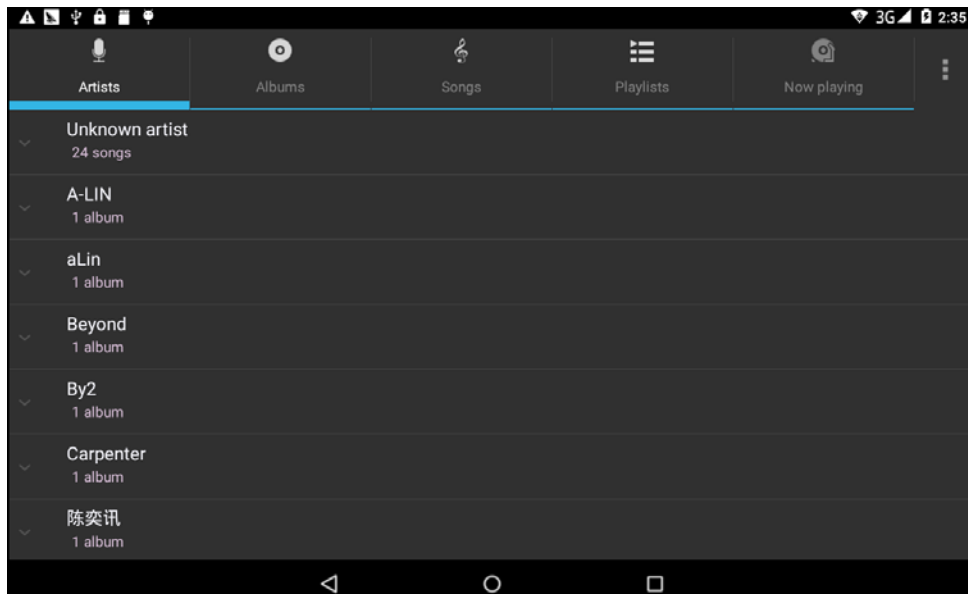 3G 2:35
Artists Albums Songs Playlists Now playing
Unknown artist
24 songs
A-LIN
1 album
aLin
1 album
Beyond
1 album
By2
1 album
Carpenter
1 album
陈奕讯
1 album